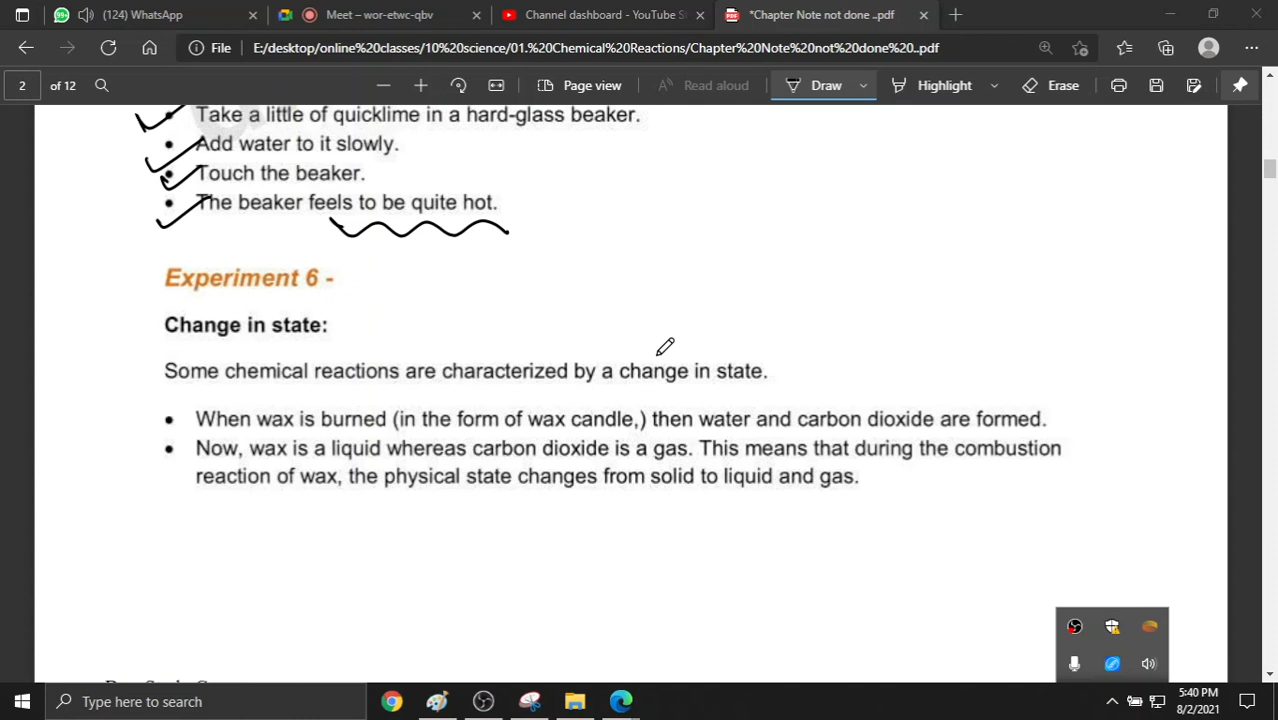 (124) WhatsApp
Meet – wor-etwc-qbv
Channel dashboard - YouTube St
*Chapter Note not done ..pdf
File
E:/desktop/online%20classes/10%20science/01.%20Chemical%20Reactions/Chapter%20Note%20not%20done%20..pdf
2 of 12
Page view
Read aloud
Draw
Highlight
Erase
• Take a little of quicklime in a hard-glass beaker.
• Add water to it slowly.
• Touch the beaker.
• The beaker feels to be quite hot.
Experiment 6 -
Change in state:
Some chemical reactions are characterized by a change in state.
• When wax is burned (in the form of wax candle,) then water and carbon dioxide are formed.
• Now, wax is a liquid whereas carbon dioxide is a gas. This means that during the combustion
reaction of wax, the physical state changes from solid to liquid and gas.
Type here to search
5:40 PM
8/2/2021